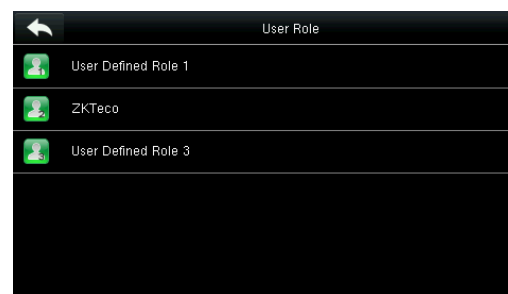 User Role
User Defined Role 1
ZKTeco
User Defined Role 3